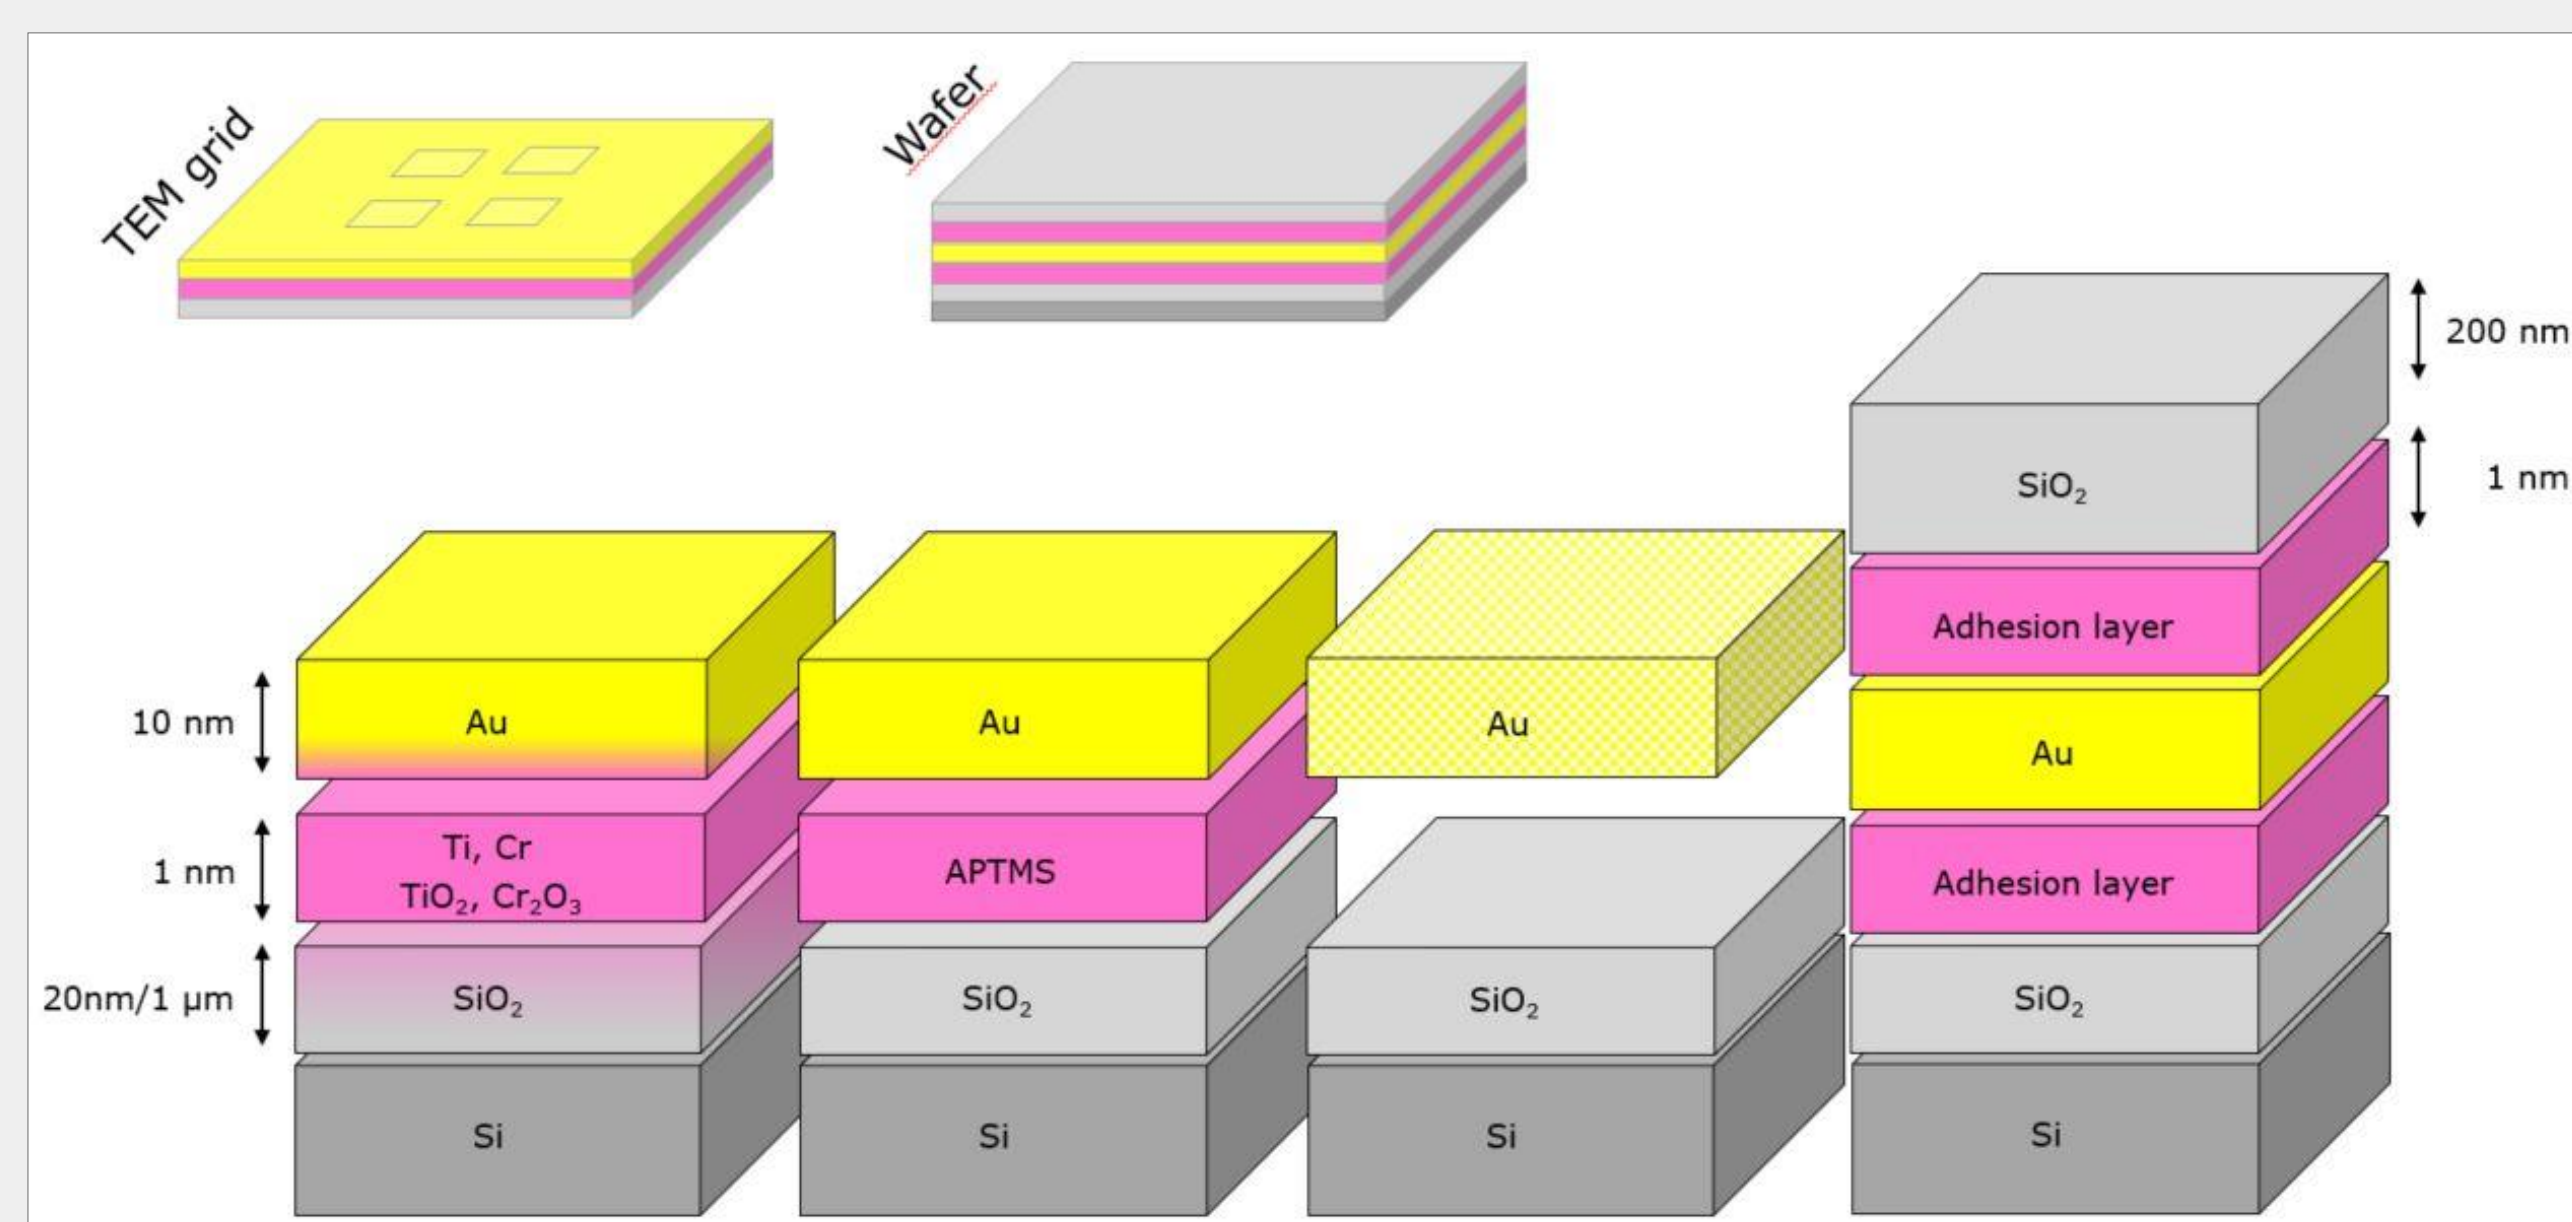 TEM grid
Wafer
200 nm
1 nm
SiO₂
Adhesion layer
Au
Adhesion layer
SiO₂
Si
10 nm
Au
1 nm
Ti, Cr
TiO₂, Cr₂O₃
20nm/1 µm
SiO₂
Si
Au
APTMS
SiO₂
Si
Au
SiO₂
Si